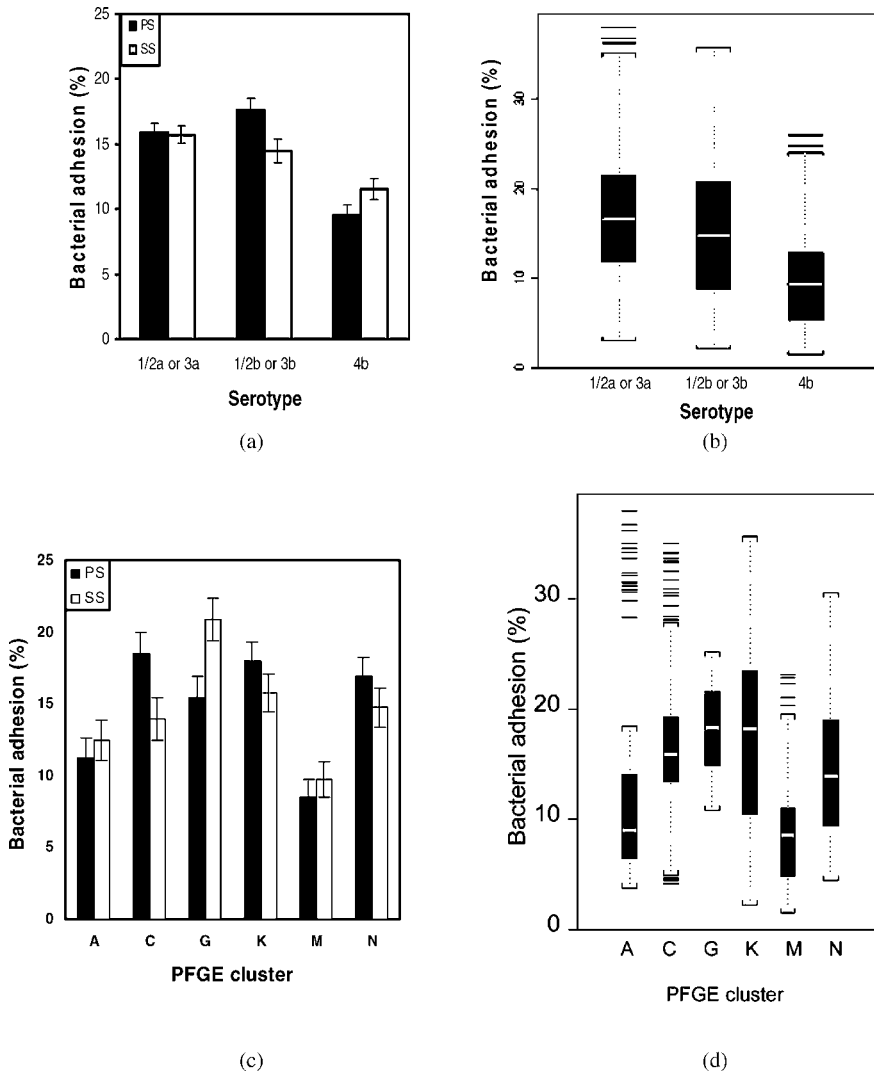 PS
SS
Bacterial adhesion (%)
25
20
15
10
5
0
1/2a or 3a 1/2b or 3b 4b
Serotype
(a)
Bacterial adhesion (%)
30
20
10
0
1/2a or 3a 1/2b or 3b 4b
Serotype
(b)
PS
SS
Bacterial adhesion (%)
25
20
15
10
5
0
A C G K M N
PFGE cluster
(c)
Bacterial adhesion (%)
30
20
10
0
A C G K M N
PFGE cluster
(d)